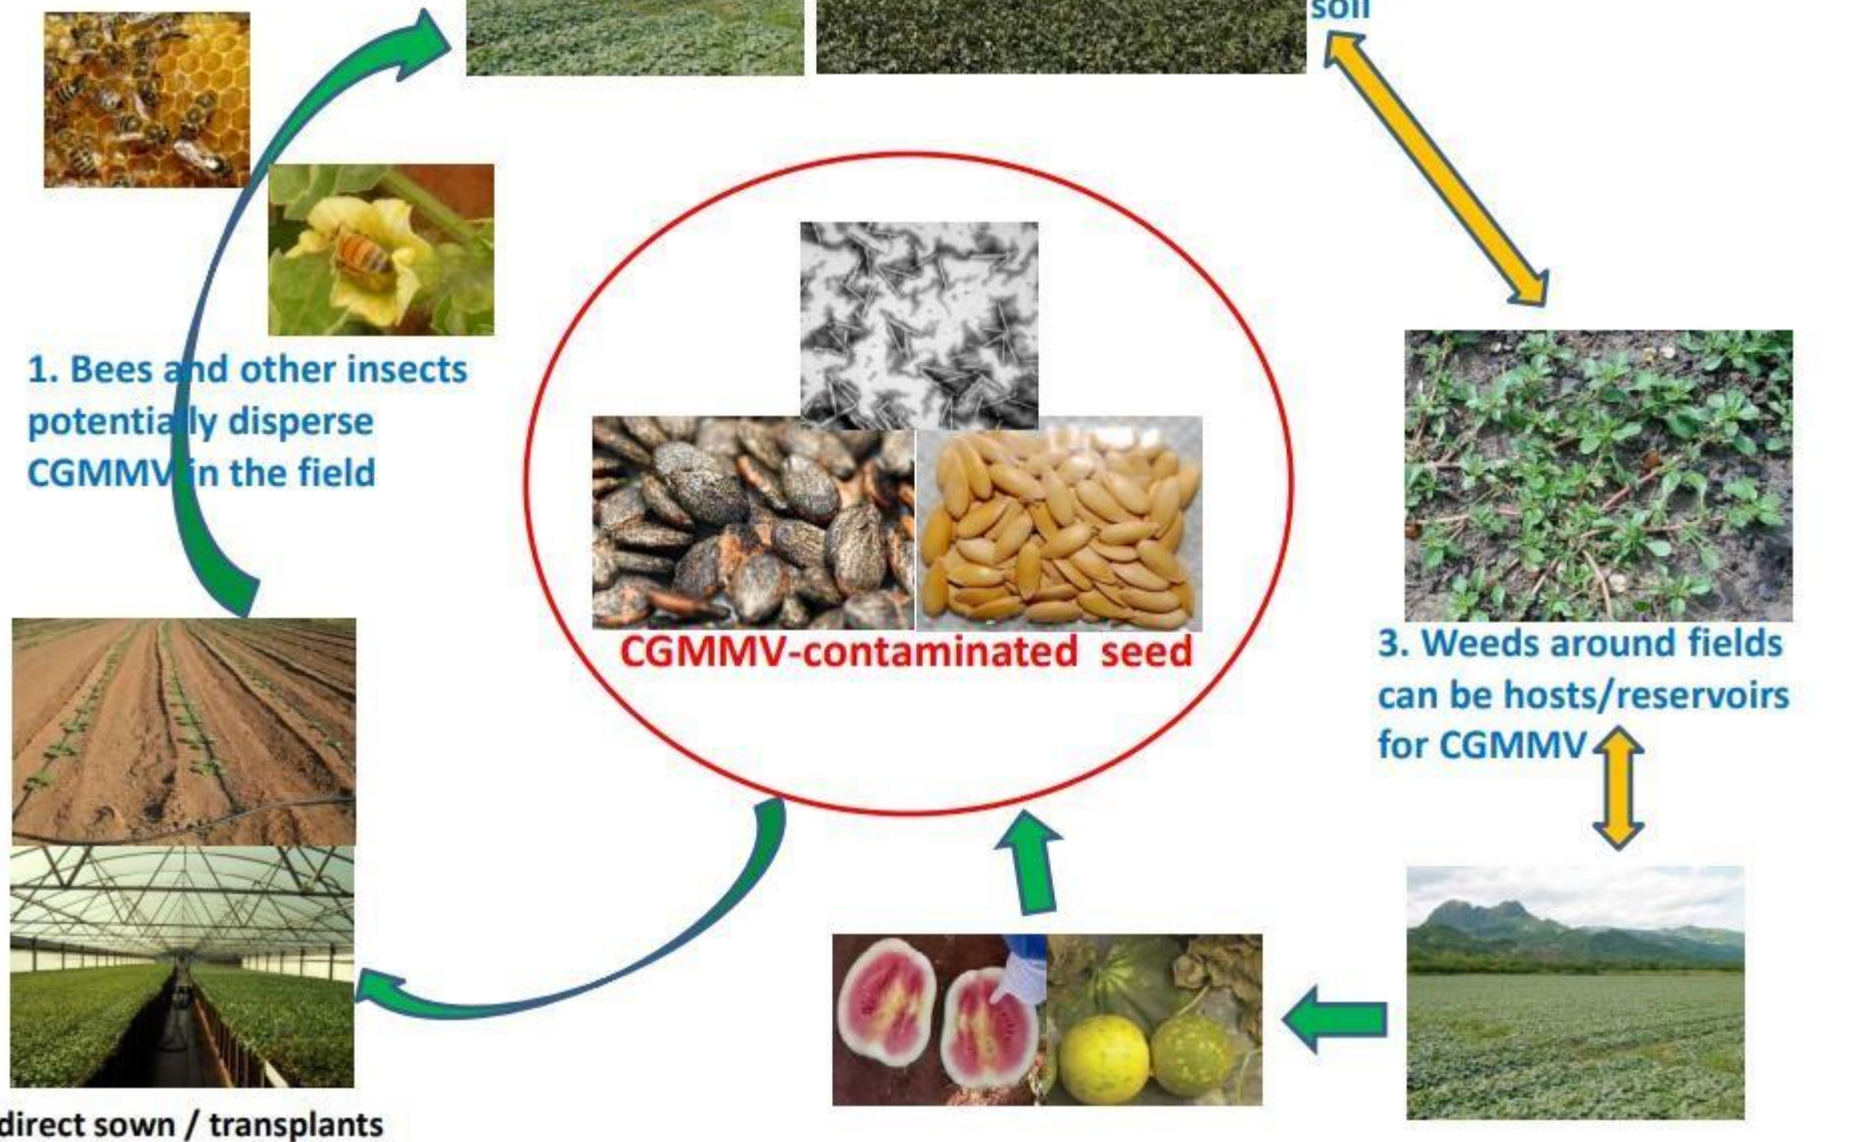 soil
1. Bees and other insects
potentially disperse
CGMMV in the field
CGMMV-contaminated seed
3. Weeds around fields
can be hosts/reservoirs
for CGMMV
direct sown / transplants